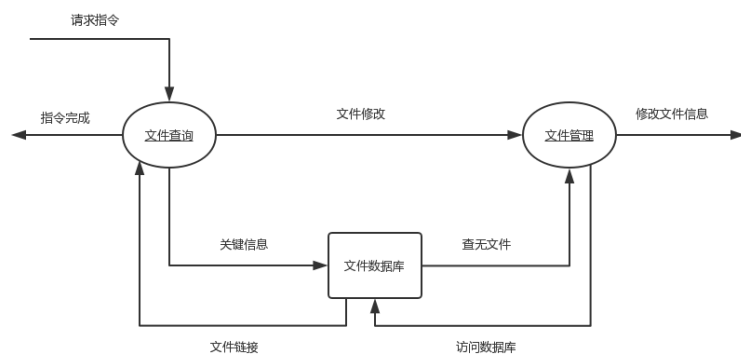 请求指令
指令完成
文件修改
修改文件信息
文件查询
文件管理
关键信息
查无文件
文件数据库
文件链接
访问数据库